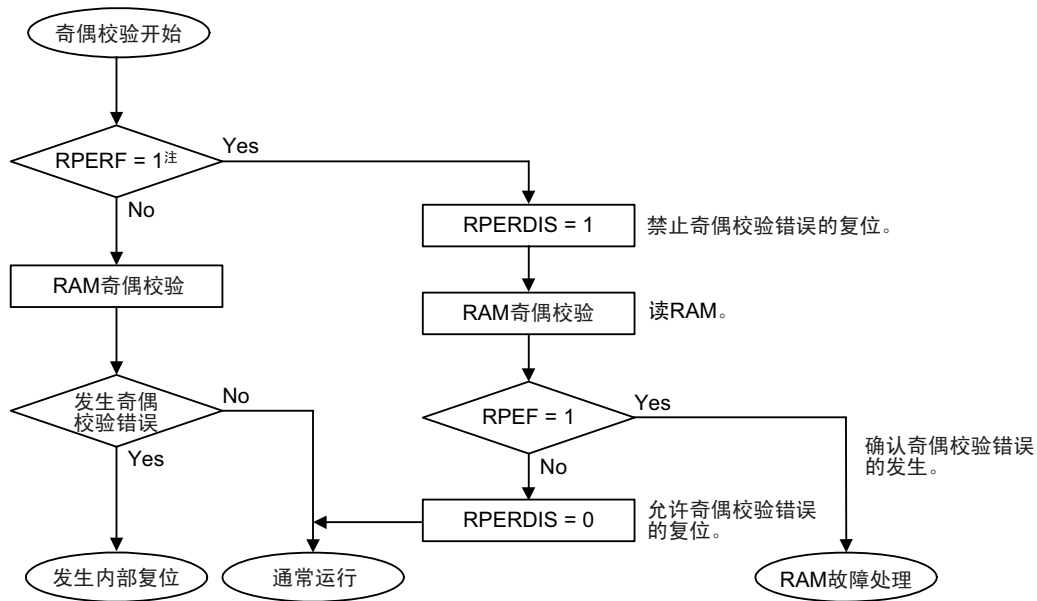 奇偶校验开始
RPERF = 1注
Yes
No
RPERDIS = 1
禁止奇偶校验错误的复位。
RAM奇偶校验
RAM奇偶校验
读RAM。
发生奇偶
校验错误
No
Yes
RPEF = 1
Yes
No
确认奇偶校验错误
的发生。
RPERDIS = 0
允许奇偶校验错误
的复位。
发生内部复位
通常运行
RAM故障处理